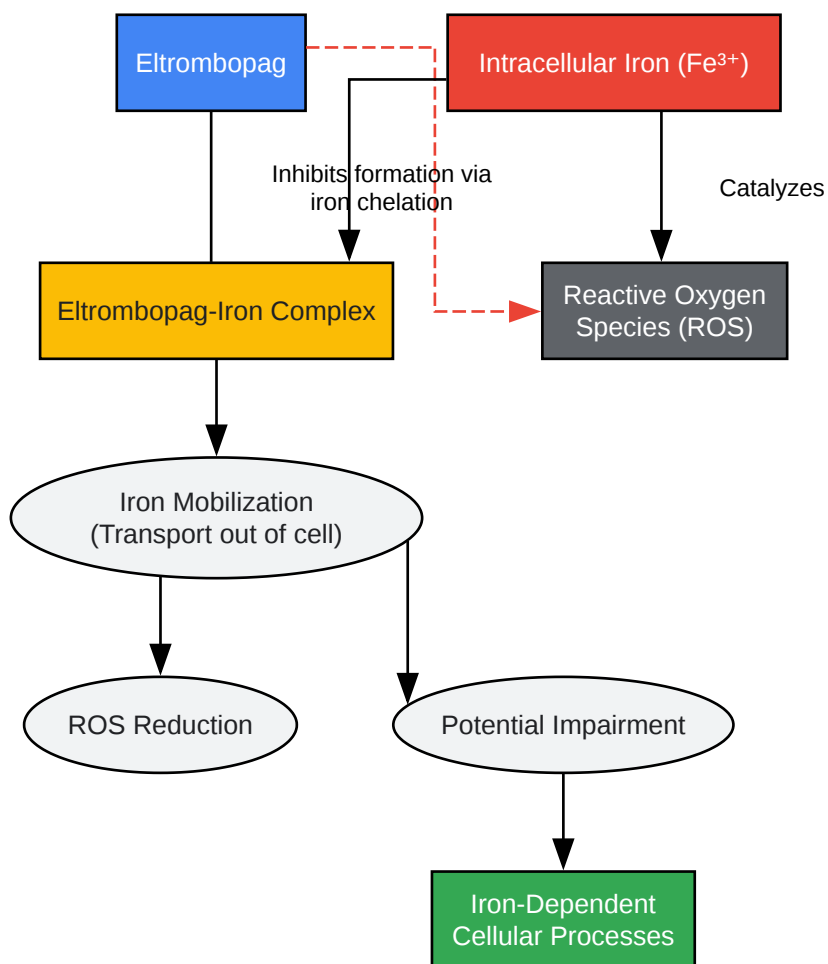 Eltrombopag
Intracellular Iron (Fe³⁺)
Inhibits formation via
iron chelation
Catalyzes
Eltrombopag-Iron Complex
Reactive Oxygen
Species (ROS)
Iron Mobilization
(Transport out of cell)
ROS Reduction
Potential Impairment
Iron-Dependent
Cellular Processes